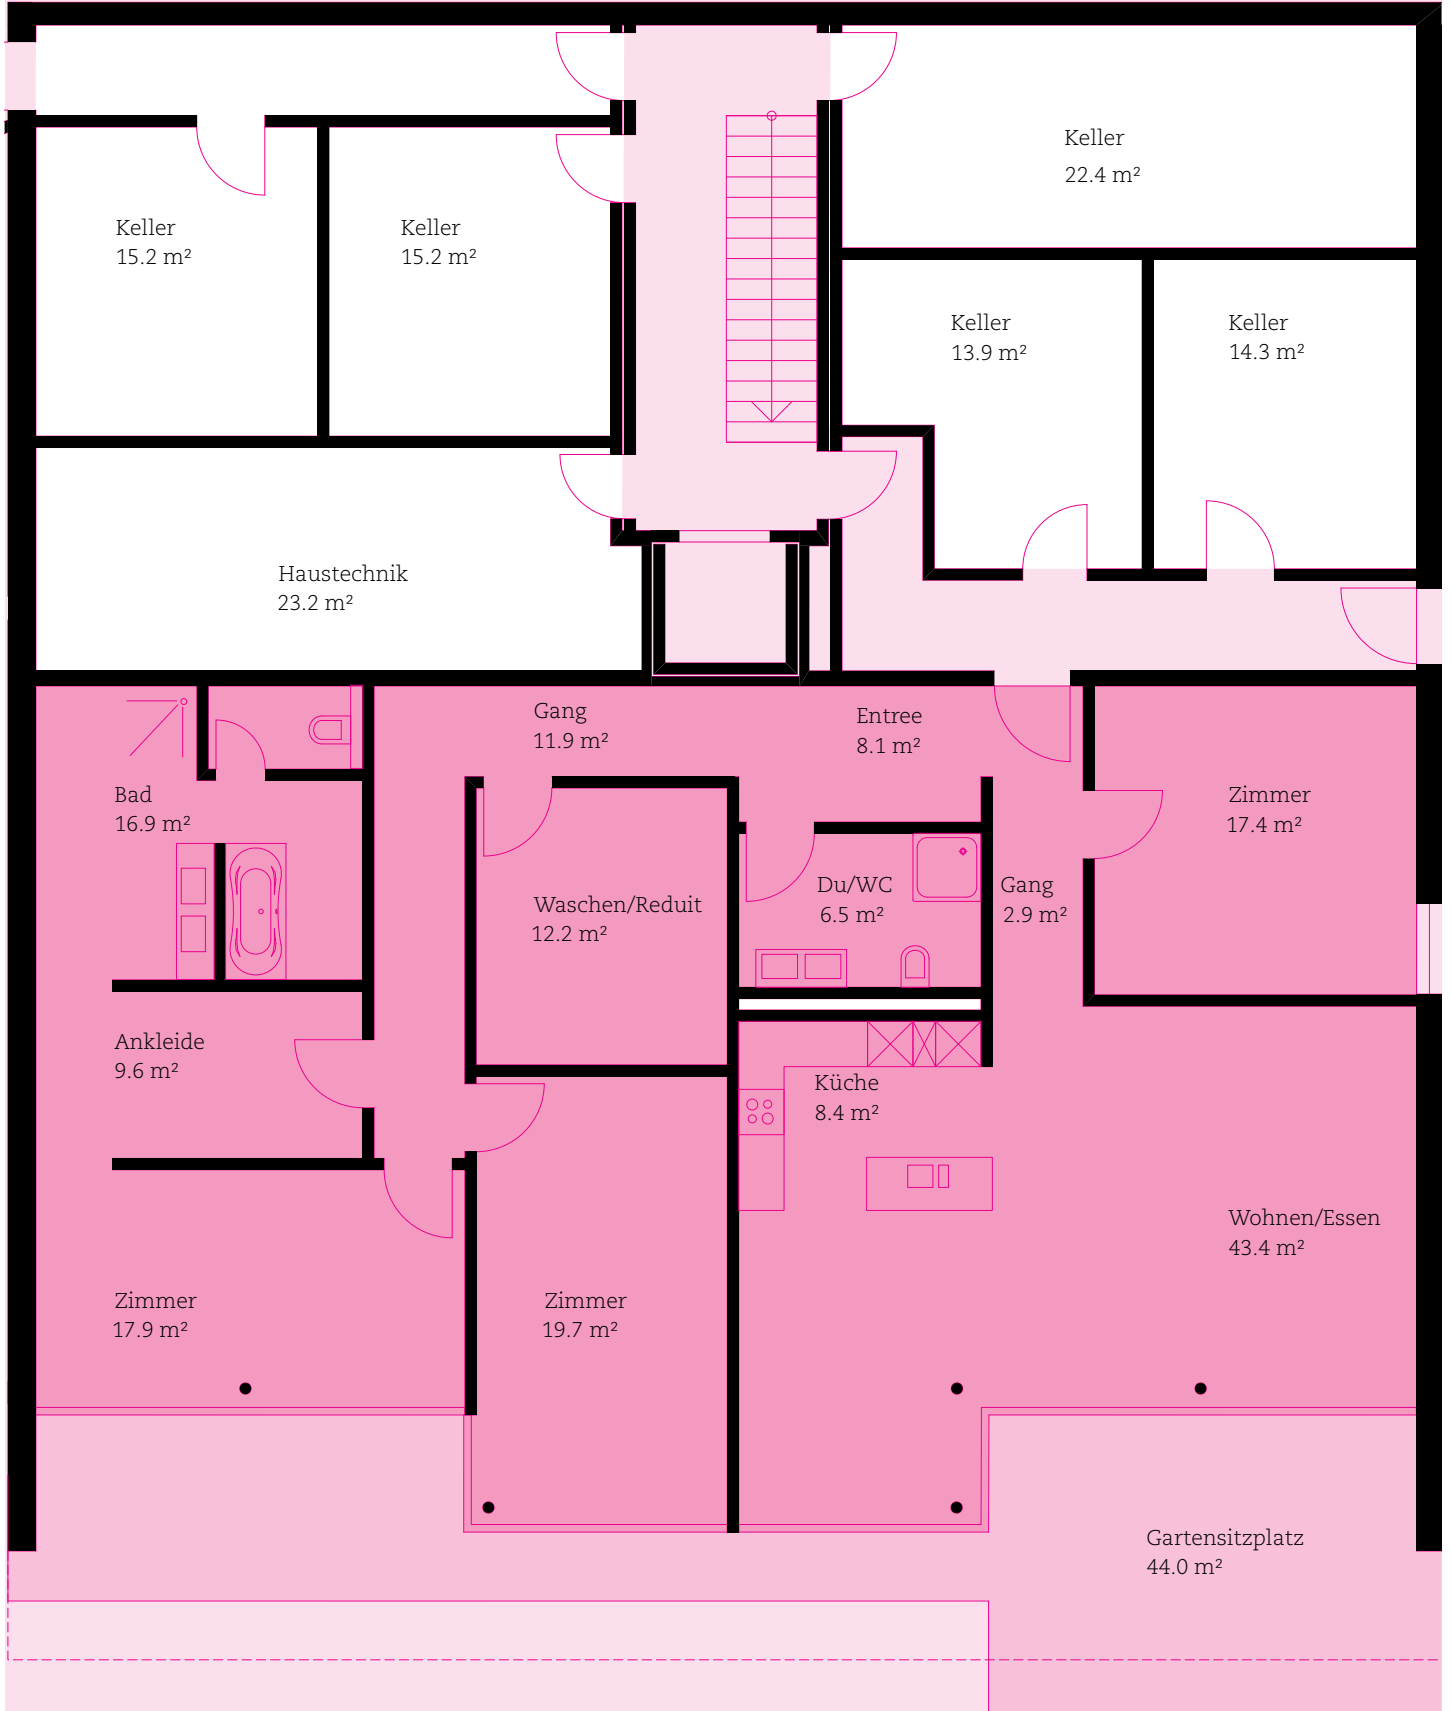 Keller
22.4 m²
Keller
15.2 m²
Keller
15.2 m²
Keller
13.9 m²
Keller
14.3 m²
Haustechnik
23.2 m²
Gang
11.9 m²
Entree
8.1 m²
Bad
16.9 m²
Zimmer
17.4 m²
Waschen/Reduit
12.2 m²
Du/WC
6.5 m²
Gang
2.9 m²
Ankleide
9.6 m²
Küche
8.4 m²
Wohnen/Essen
43.4 m²
Zimmer
17.9 m²
Zimmer
19.7 m²
Gartensitzplatz
44.0 m²